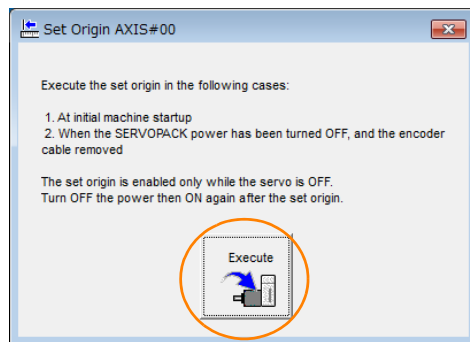 Set Origin AXIS#00
Execute the set origin in the following cases:
1. At initial machine startup
2. When the SERVOPACK power has been turned OFF, and the encoder
cable removed
The set origin is enabled only while the servo is OFF.
Turn OFF the power then ON again after the set origin.
Execute